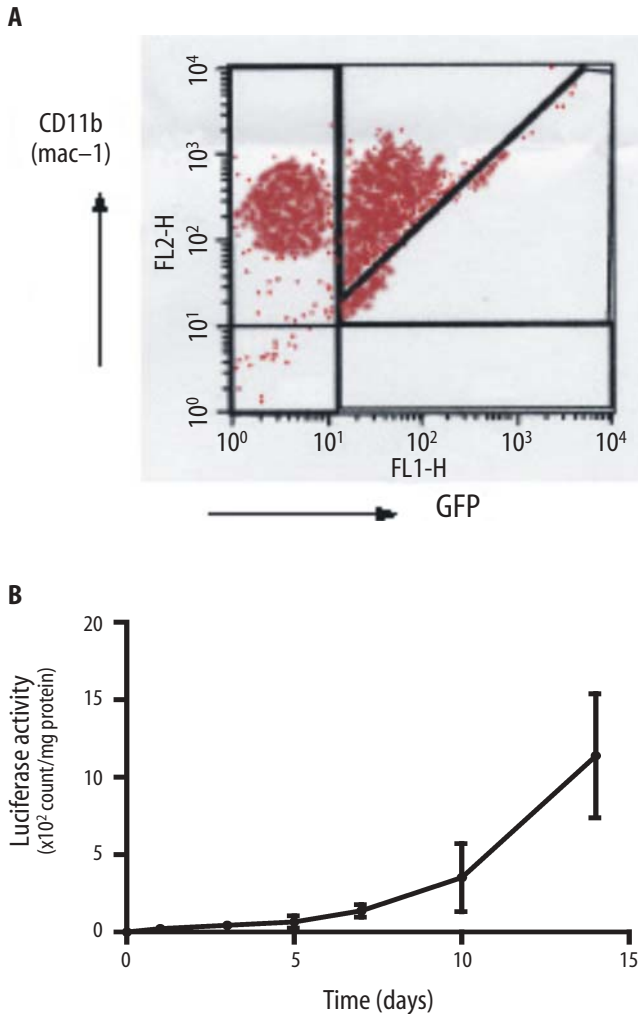 A
CD11b
(mac–1)
FL2-H
10⁴
10³
10²
10¹
10⁰
10⁰ 10¹ 10² 10³ 10⁴
FL1-H
GFP
B
Luciferase activity
(x10² count/mg protein)
20
15
10
5
0
0 5 10 15
Time (days)